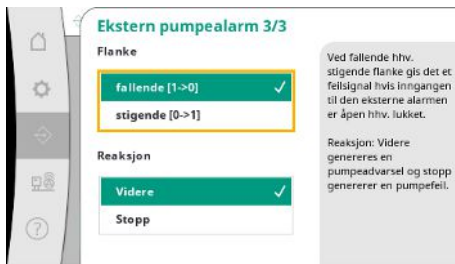 Ekstern pumpealarm 3/3
Flanke
fallende [1->0]
stigende [0->1]
Reaksjon
Videre
Stopp
Ved fallende hhv.
stigende flanke gis det et
feilsignal hvis inngangen
til den eksterne alarmen
er åpen hhv. lukket.
Reaksjon: Videre
genereres en
pumpeadvarsel og stopp
genererer en pumpefeil.